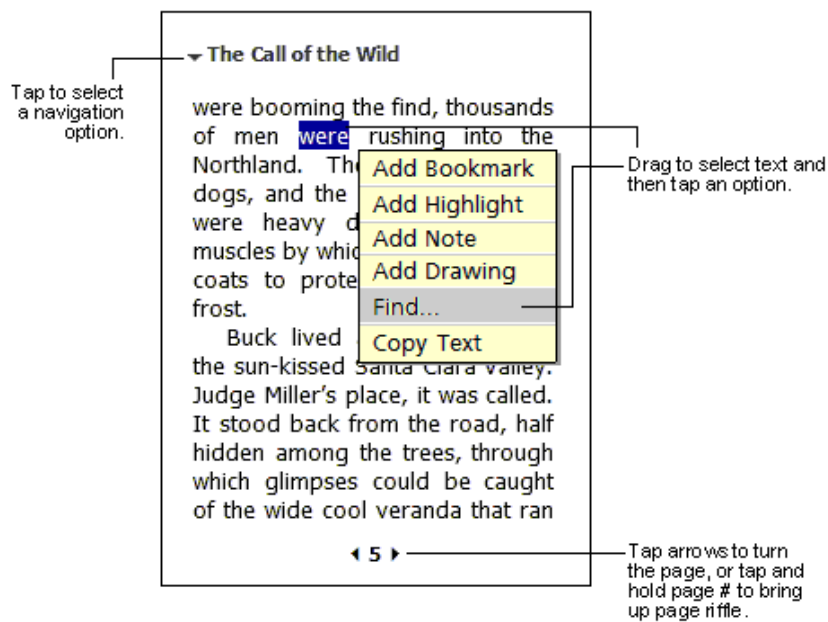 The Call of the Wild
Tap to select
a navigation
option.
were booming the find, thousands
of men were rushing into the
Northland. The
dogs, and the
were heavy d
muscles by whic
coats to prote
frost.
Buck lived
the sun-kissed Santa Clara Valley.
Judge Miller's place, it was called.
It stood back from the road, half
hidden among the trees, through
which glimpses could be caught
of the wide cool veranda that ran
Add Bookmark
Add Highlight
Add Note
Add Drawing
Find...
Copy Text
Drag to select text and
then tap an option.
5
Tap arrows to turn
the page, or tap and
hold page # to bring
up page riffle.